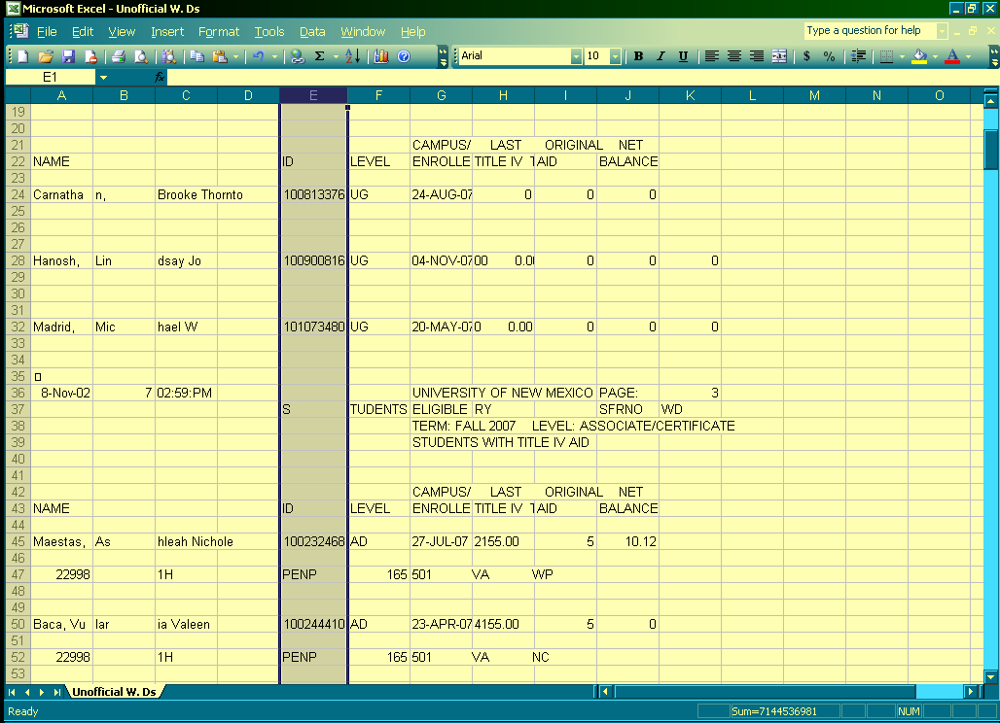 Microsoft Excel - Unofficial W. Ds
File Edit View Insert Format Tools Data Window Help Type a question for help
Arial 10 B I U $ %
E1 fx
A B C D E F G H I J K L M N O
19
20
21 CAMPUS/ LAST ORIGINAL NET
22 NAME ID LEVEL ENROLLE TITLE IV TAID BALANCE
23
24 Carnatha n, Brooke Thornto 100813376 UG 24-AUG-07 0 0 0
25
26
27
28 Hanosh, Lin dsay Jo 100900816 UG 04-NOV-07 00 0.00 0 0 0
29
30
31
32 Madrid, Mic hael W 101073480 UG 20-MAY-07 0 0.00 0 0 0
33
34
35
36 8-Nov-02 7 02:59:PM UNIVERSITY OF NEW MEXICO PAGE: 3
37 S TUDENTS ELIGIBLE RY SFRNO WD
38 TERM: FALL 2007 LEVEL: ASSOCIATE/CERTIFICATE
39 STUDENTS WITH TITLE IV AID
40
41
42 CAMPUS/ LAST ORIGINAL NET
43 NAME ID LEVEL ENROLLE TITLE IV TAID BALANCE
44
45 Maestas, As hleah Nichole 100232468 AD 27-JUL-07 2155.00 5 10.12
46
47 22998 1H PENP 165 501 VA WP
48
49
50 Baca, Vu lar ia Valeen 100244410 AD 23-APR-07 4155.00 5 0
51
52 22998 1H PENP 165 501 VA NC
53
Unofficial W. Ds
Ready Sum=7144536981 NUM